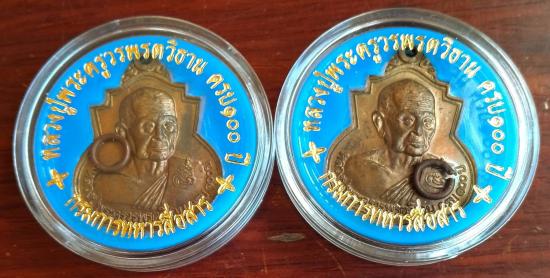 หลวงปู่พระครูวรพรตวิธาน ครบ๑๐๐ ปี
กรมการทหารสื่อสาร
หลวงปู่พระครูวรพรตวิธาน ครบ๑๐๐ ปี
กรมการทหารสื่อสาร